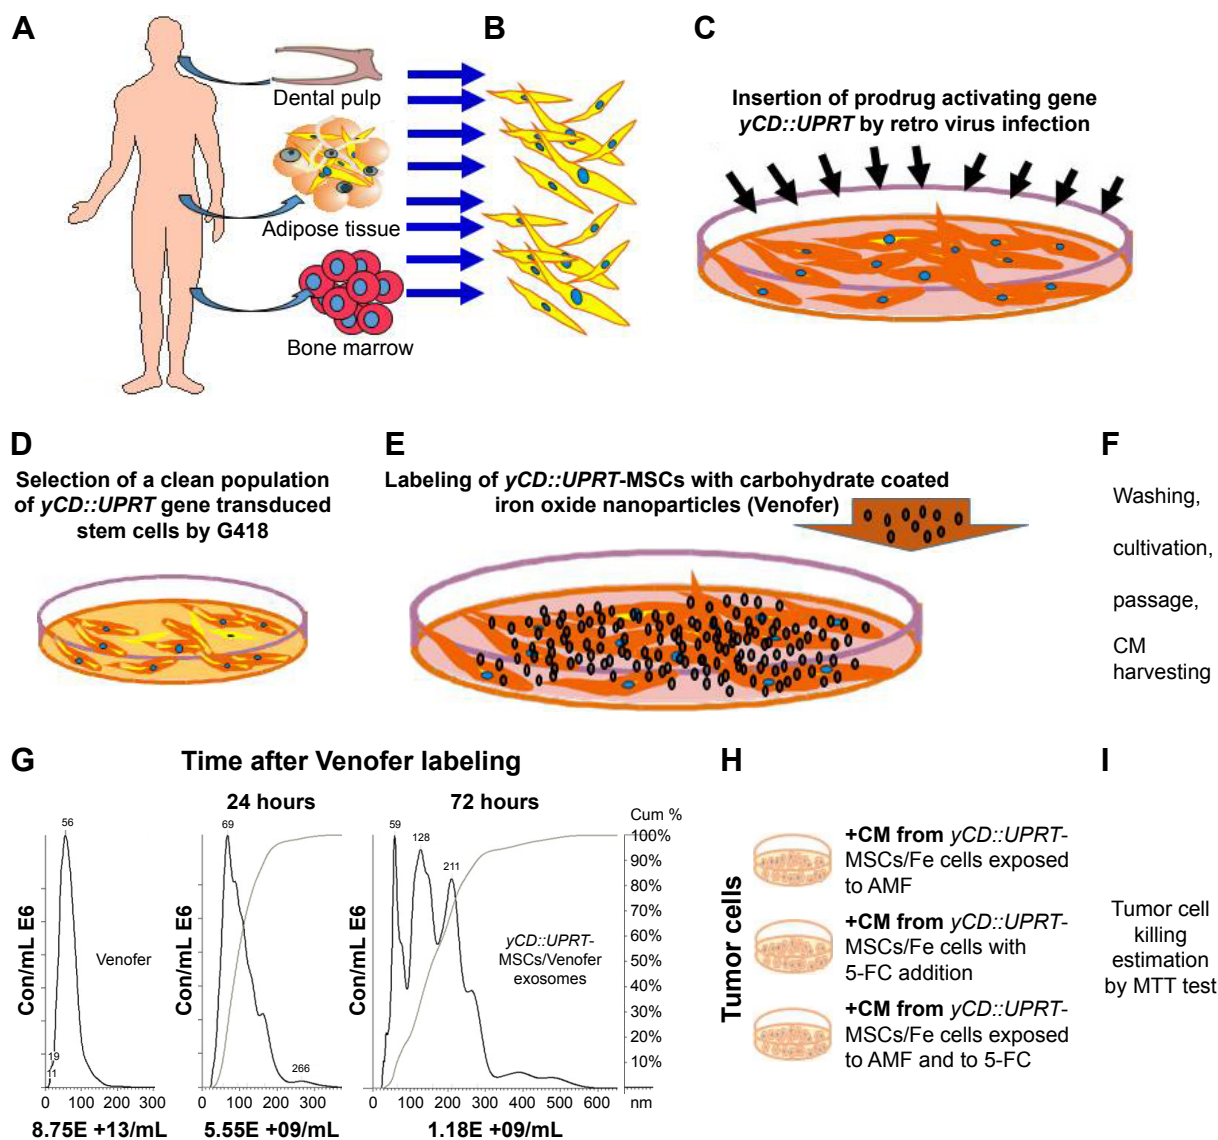 A
B
C
Dental pulp
Adipose tissue
Bone marrow
Insertion of prodrug activating gene
yCD::UPRT by retro virus infection
D
Selection of a clean population
of yCD::UPRT gene transduced
stem cells by G418
E
Labeling of yCD::UPRT-MSCs with carbohydrate coated
iron oxide nanoparticles (Venofer)
F
Washing,
cultivation,
passage,
CM
harvesting
G
Time after Venofer labeling
24 hours
72 hours
Con/mL E6
56
19
11
Venofer
0 100 200 300
8.75E +13/mL
Con/mL E6
69
266
0 100 200 300
5.55E +09/mL
Con/mL E6
59
128
211
yCD::UPRT-
MSCs/Venofer
exosomes
Cum %
100%
90%
80%
70%
60%
50%
40%
30%
20%
10%
0 100 200 300 400 500 600 nm
1.18E +09/mL
H
Tumor cells
+CM from yCD::UPRT-
MSCs/Fe cells exposed
to AMF
+CM from yCD::UPRT-
MSCs/Fe cells with
5-FC addition
+CM from yCD::UPRT-
MSCs/Fe cells exposed
to AMF and to 5-FC
I
Tumor cell
killing
estimation
by MTT test